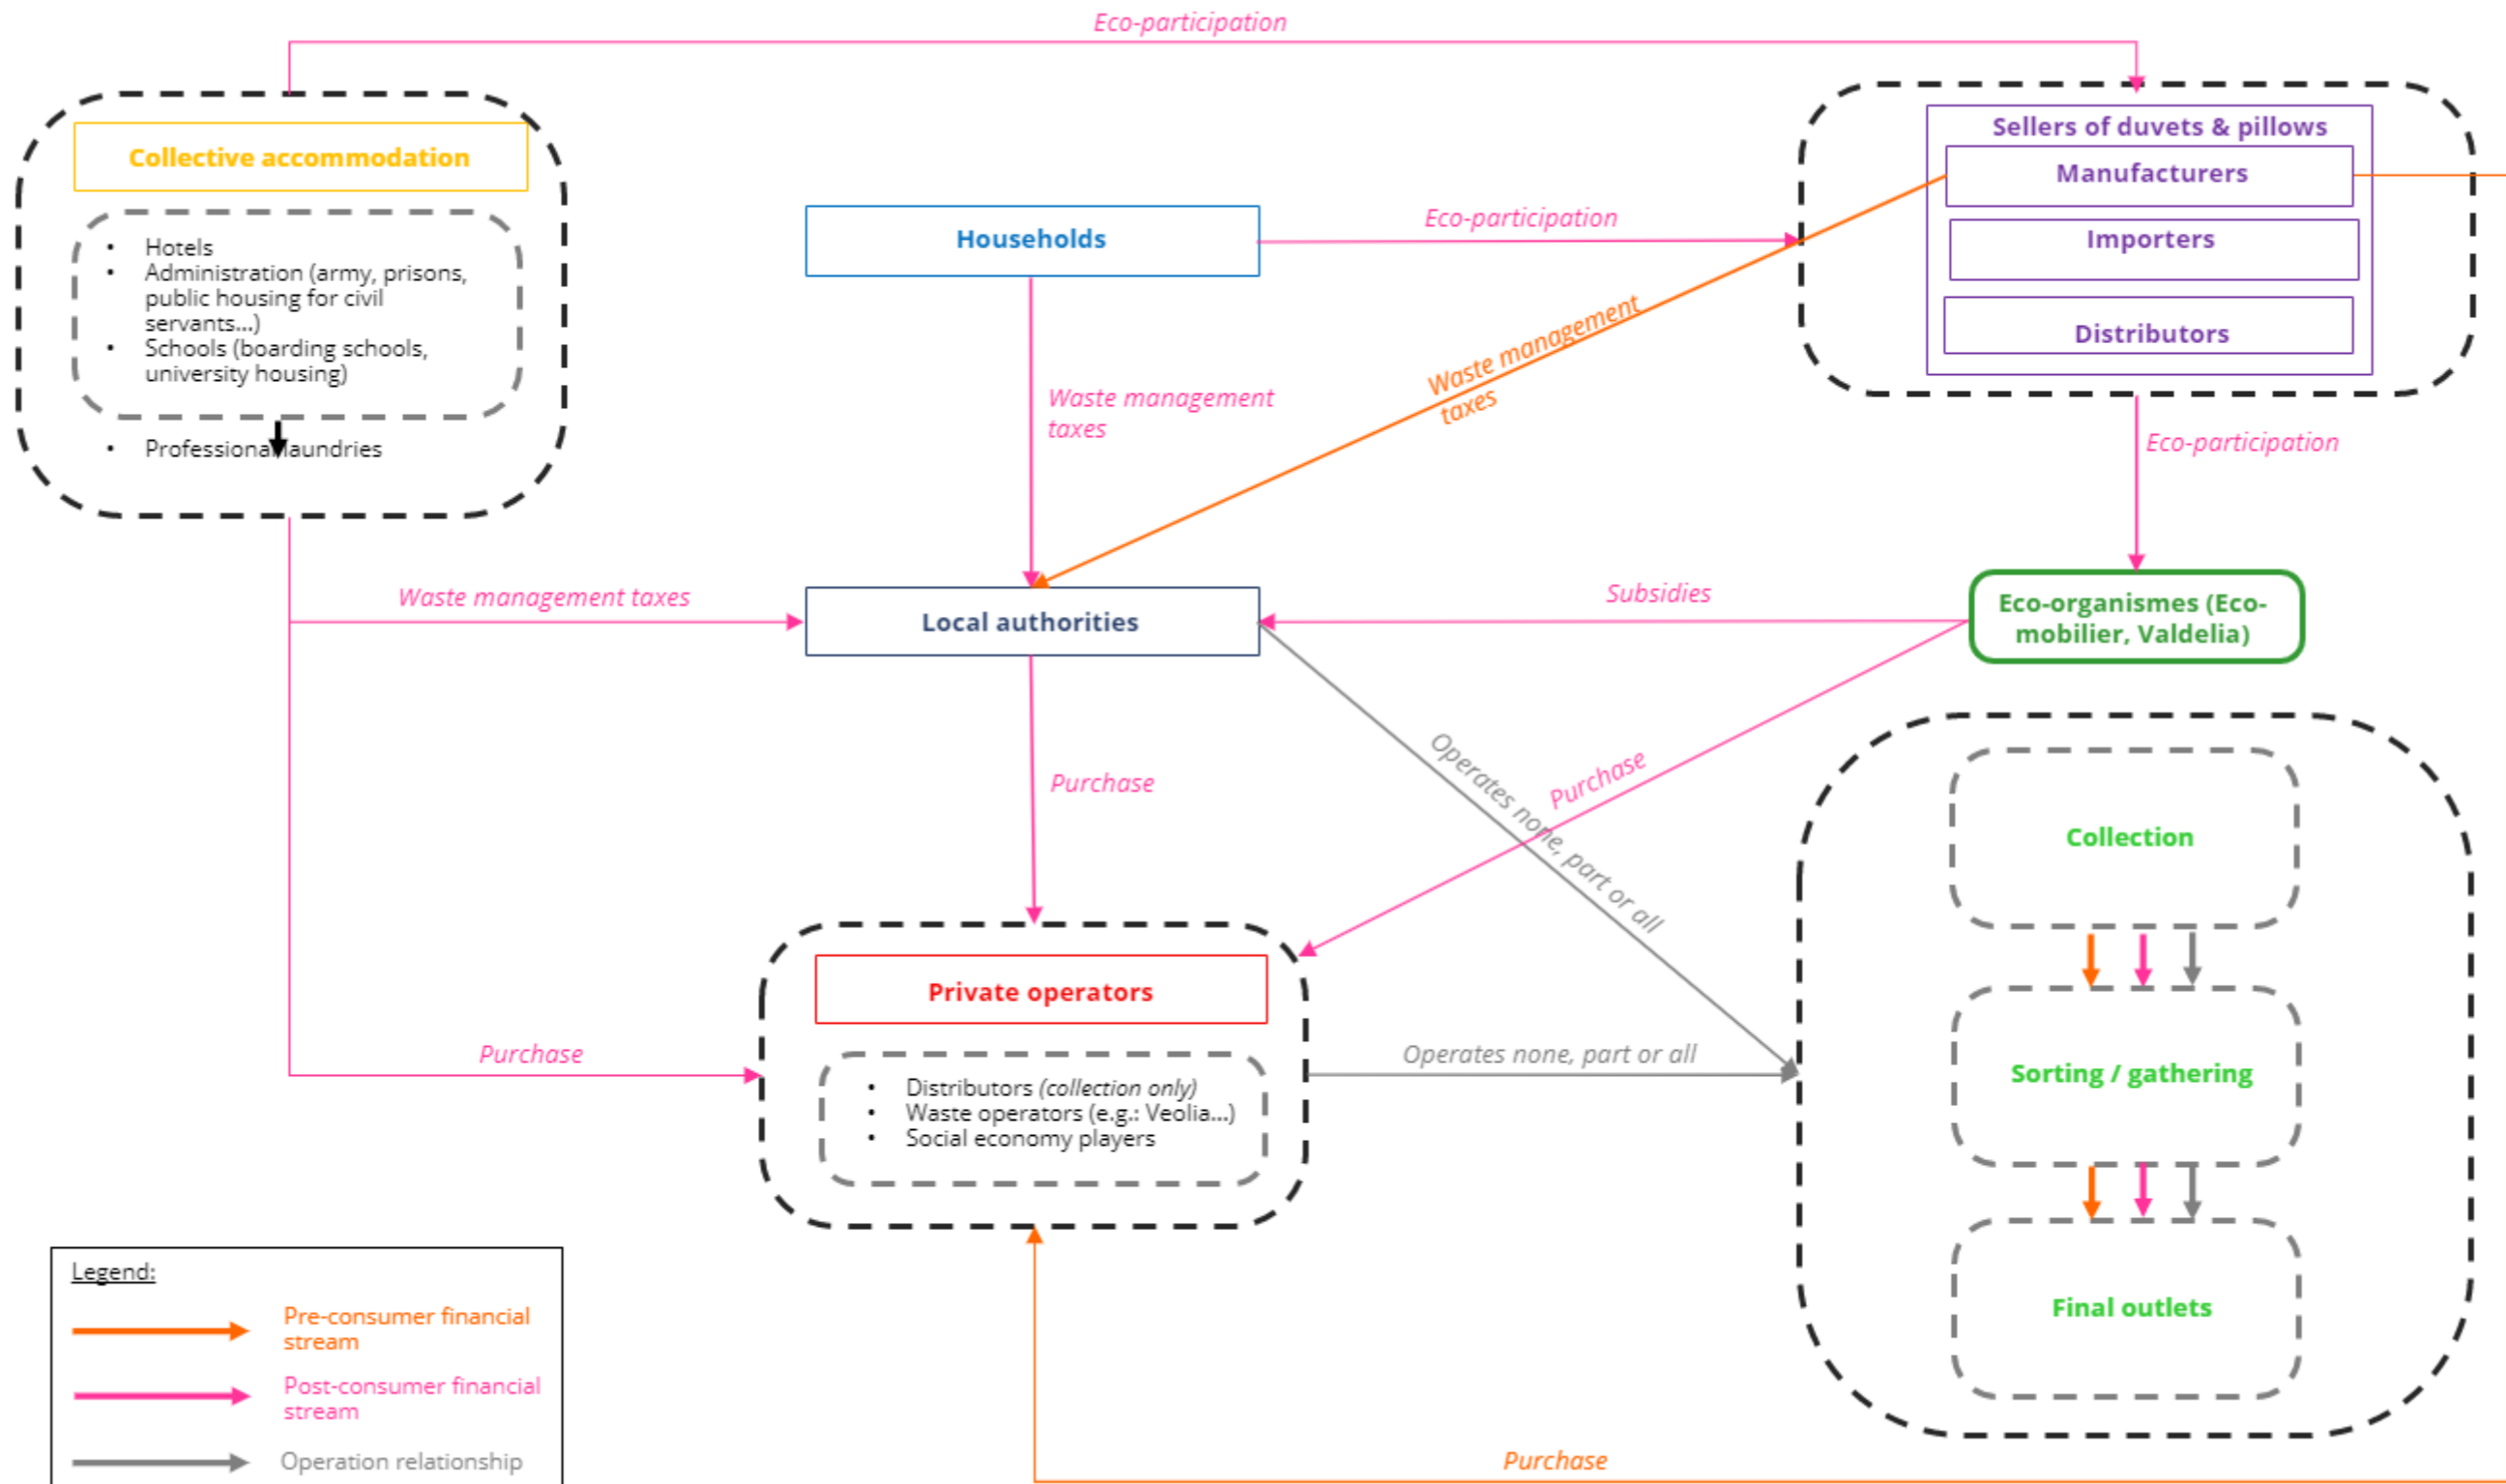 Eco-participation
Collective accommodation
• Hotels
• Administration (army, prisons,
public housing for civil
servants...)
• Schools (boarding schools,
university housing)
• Professional laundries
Households
Eco-participation
Sellers of duvets & pillows
Manufacturers
Importers
Distributors
Waste management
taxes
Waste management
taxes
Eco-participation
Waste management taxes
Local authorities
Subsidies
Eco-organismes (Eco-
mobilier, Valdelia)
Purchase
Operates none, part or all
Purchase
Collection
Private operators
• Distributors (collection only)
• Waste operators (e.g.: Veolia...)
• Social economy players
Purchase
Operates none, part or all
Sorting / gathering
Final outlets
Legend:
Pre-consumer financial
stream
Post-consumer financial
stream
Operation relationship
Purchase